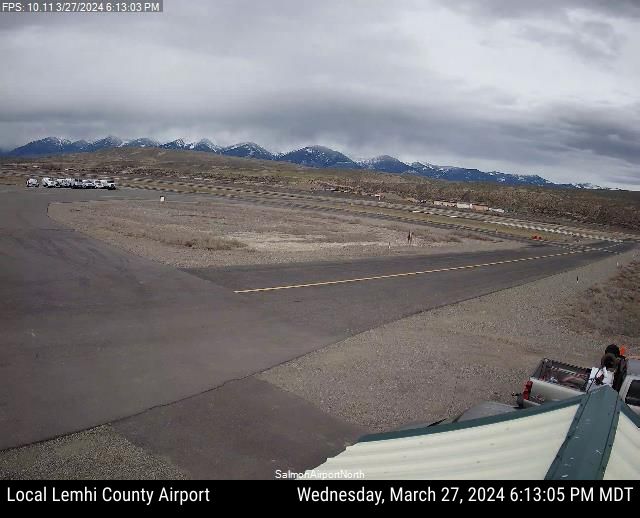 FPS: 10.11 3/27/2024 6:13:03 PM
SalmonAirportNorth
Local Lemhi County Airport Wednesday, March 27, 2024 6:13:05 PM MDT